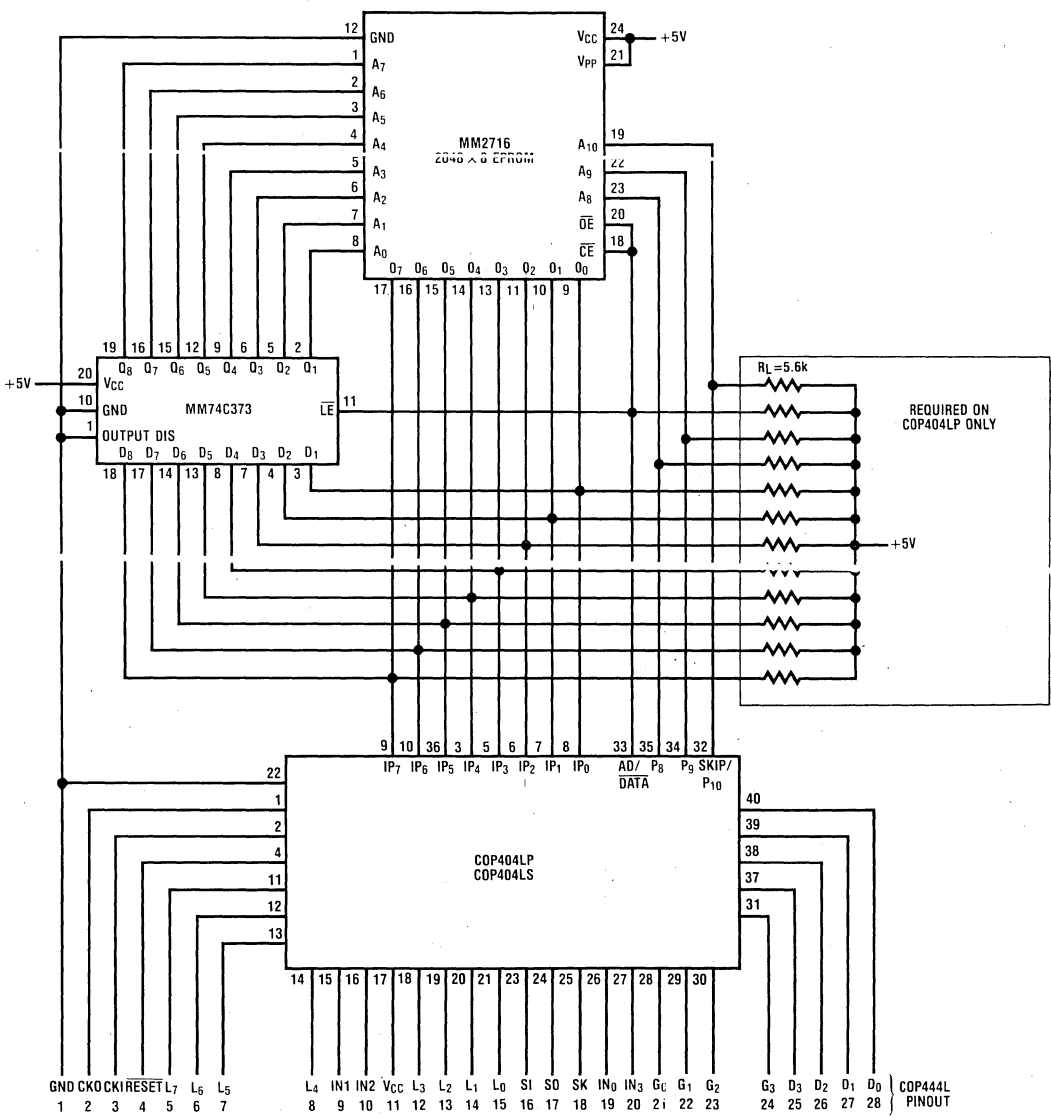 12 GND VCC 24 +5V
1 A7 VPP 21
2 A6
3 A5
4 A4 MM2716 A10 19
2048 × 8 EPROM
5 A3 A9 22
6 A2 A8 23
7 A1 OE 20
8 A0 CE 18
O7 O6 O5 O4 O3 O2 O1 O0
17 16 15 14 13 11 10 9
19 16 15 12 9 6 5 2
Q8 Q7 Q6 Q5 Q4 Q3 Q2 Q1
+5V 20 VCC
10 GND MM74C373 LE 11
1 OUTPUT DIS
D8 D7 D6 D5 D4 D3 D2 D1
18 17 14 13 8 7 4 3
RL=5.6k
REQUIRED ON
COP404LP ONLY
+5V
9 10 36 3 5 6 7 8 33 35 34 32
IP7 IP6 IP5 IP4 IP3 IP2 IP1 IP0 AD/ P8 P9 SKIP/
DATA P10
22
1 40
2 39
4 COP404LP 38
COP404LS
11 37
12 31
13
14 15 16 17 18 19 20 21 23 24 25 26 27 28 29 30
GND CKO CKI RESET L7 L6 L5 L4 IN1 IN2 VCC L3 L2 L1 L0 SI SO SK IN0 IN3 G0 G1 G2 G3 D3 D2 D1 D0 COP444L
1 2 3 4 5 6 7 8 9 10 11 12 13 14 15 16 17 18 19 20 21 22 23 24 25 26 27 28 PINOUT